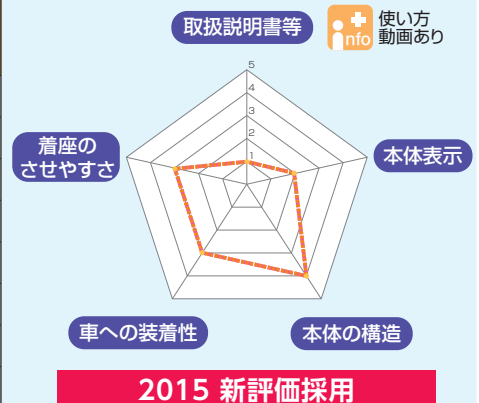 取扱説明書等
nfo
使い方
動画あり
5
4
3
2
1
着座の
させやすさ
本体表示
車への装着性
本体の構造
2015 新評価採用